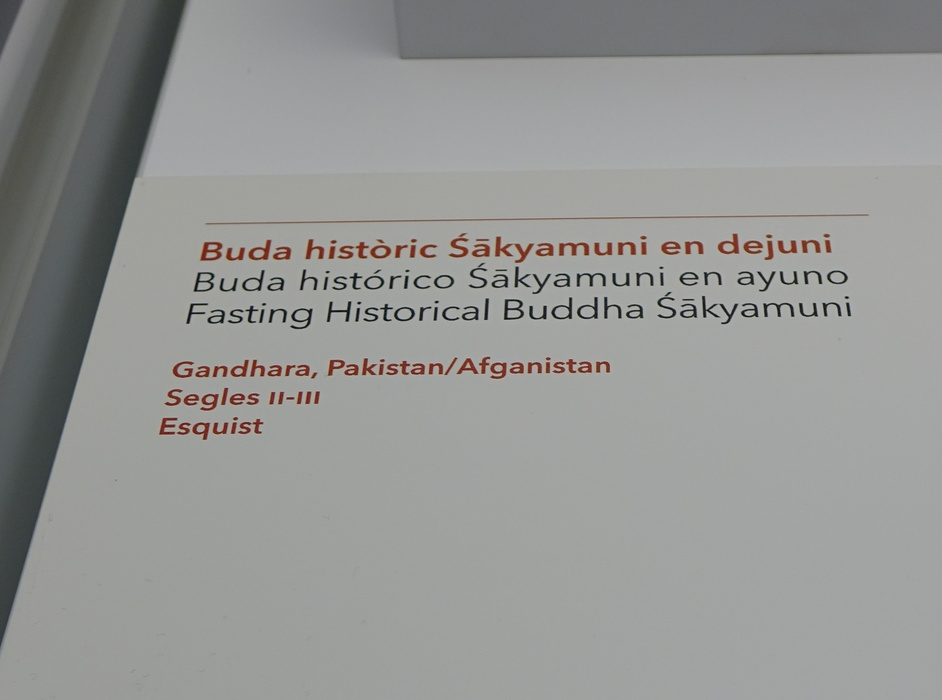 Buda històric Śākyamuni en dejuni
Buda histórico Śākyamuni en ayuno
Fasting Historical Buddha Śākyamuni
Gandhara, Pakistan/Afganistan
Segles II-III
Esquist